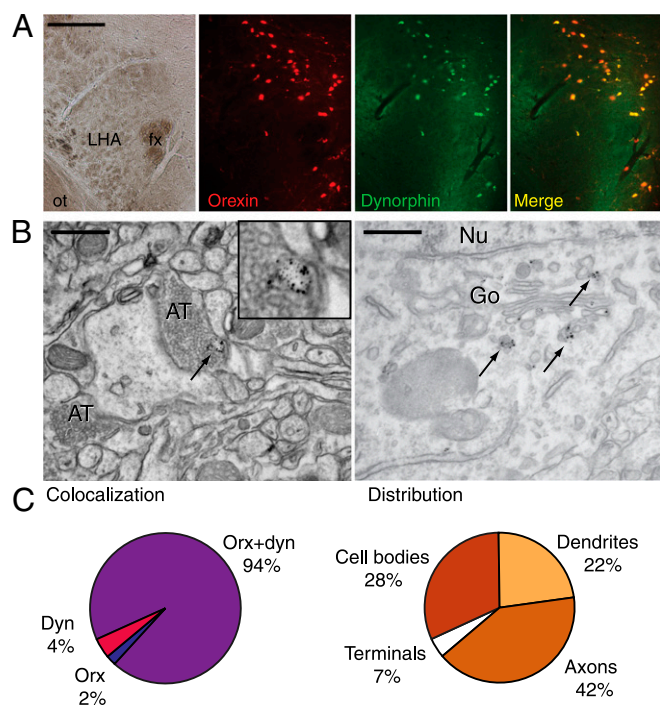 A
LHA
fx
ot
Orexin
Dynorphin
Merge
B
AT
AT
Nu
Go
C
Colocalization
Distribution
Orx+dyn
94%
Dyn
4%
Orx
2%
Cell bodies
28%
Dendrites
22%
Terminals
7%
Axons
42%